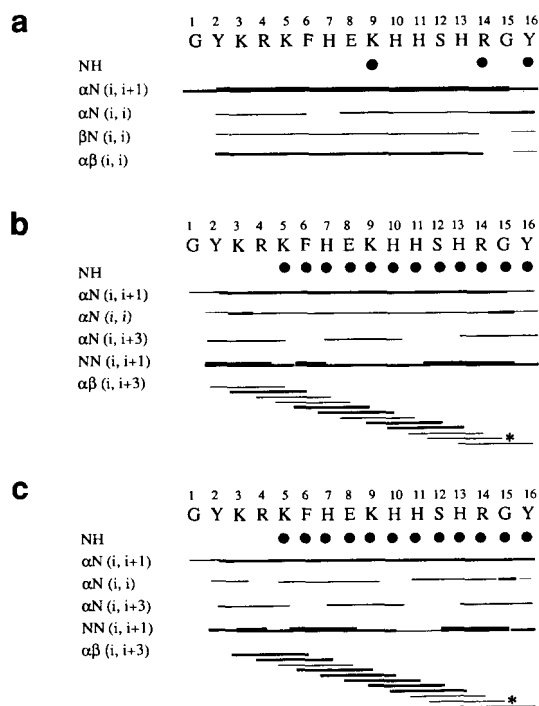 a
1 2 3 4 5 6 7 8 9 10 11 12 13 14 15 16
G Y K R K F H E K H H S H R G Y
NH
αN (i, i+1)
αN (i, i)
βN (i, i)
αβ (i, i)
b
1 2 3 4 5 6 7 8 9 10 11 12 13 14 15 16
G Y K R K F H E K H H S H R G Y
NH
αN (i, i+1)
αN (i, i)
αN (i, i+3)
NN (i, i+1)
αβ (i, i+3)
*
c
1 2 3 4 5 6 7 8 9 10 11 12 13 14 15 16
G Y K R K F H E K H H S H R G Y
NH
αN (i, i+1)
αN (i, i)
αN (i, i+3)
NN (i, i+1)
αβ (i, i+3)
*